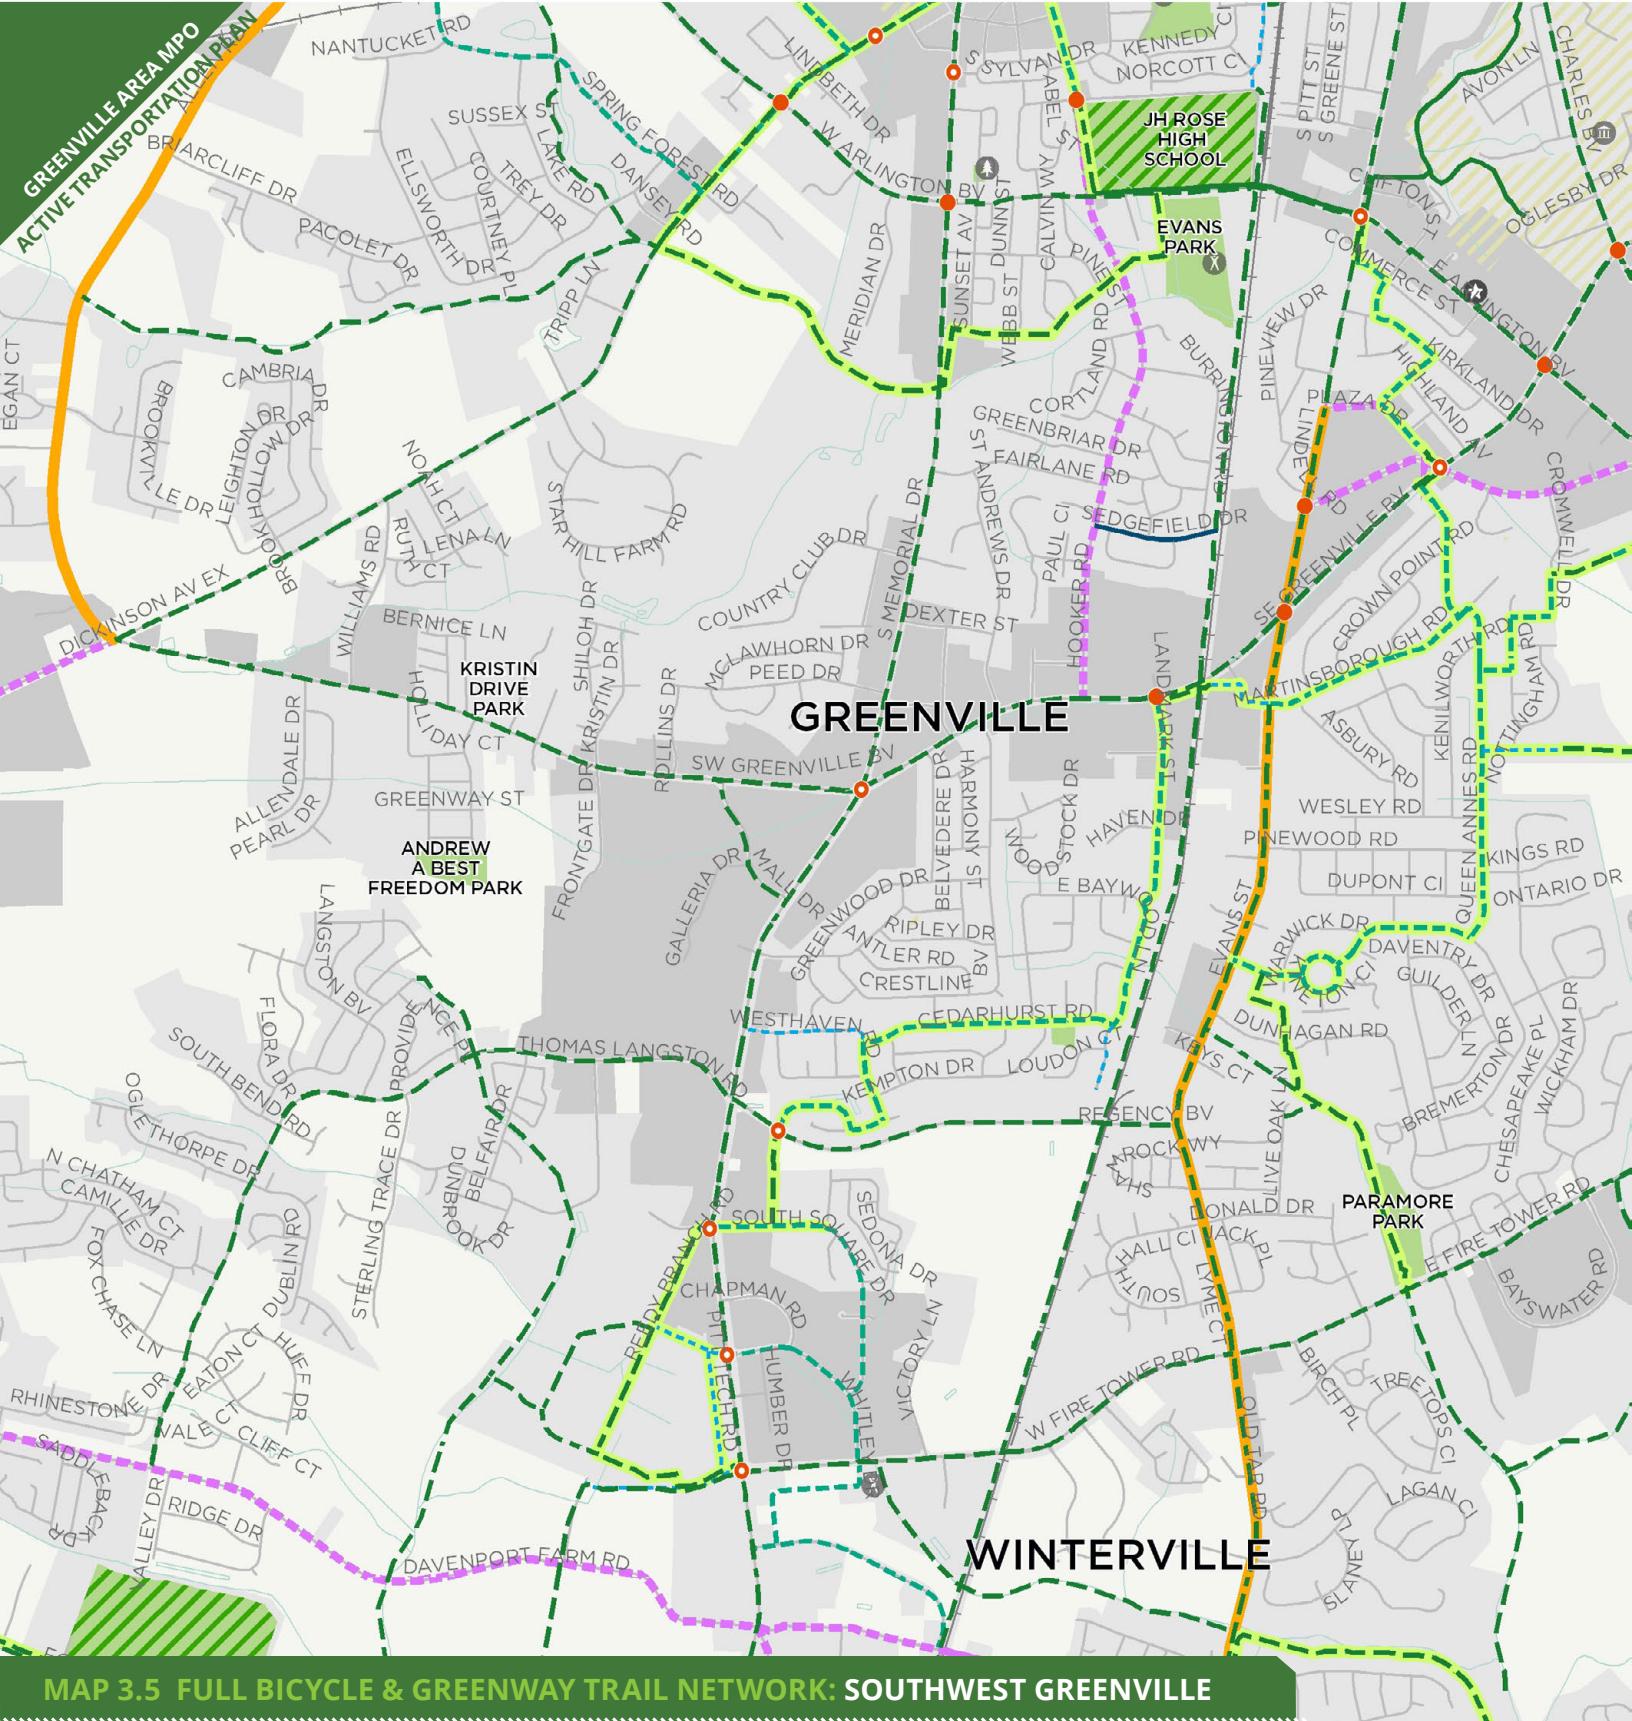 GREENVILLE AREA MPO
ACTIVE TRANSPORTATION PLAN
NANTUCKET RD
SUSSEX ST
SPRING FOREST RD
LINDBETH DR
S SYLVAN DR
KENNEDY CI
NORCOTT CI
S PITT ST
S GREENE ST
AVON LN
CHARLES BV
BRIARCLIFF DR
ELLSWORTH DR
COURTNEY PL
TREY DR
LAKE RD
DANSEY RD
W ARLINGTON BV
ABEL ST
JH ROSE
HIGH
SCHOOL
CLIFTON ST
OGLESBY DR
PACOLET DR
TRIPP LN
MERIDIAN DR
SUNSET AV
DUNN ST
WEBB ST
CALVIN WY
PINE ST
EVANS
PARK
COMMERCE ST
E ARLINGTON BV
EGAN CT
CAMBRIA DR
BROOKVILLE DR
LEIGHTON DR
BROOKHOLLOW DR
NOAH CT
RUTH CT
LENA LN
STAR HILL FARM RD
CORTLAND RD
GREENBRIAR DR
FAIRLANE RD
ST ANDREWS DR
BURRINGTON RD
PINEVIEW DR
KIRKLAND DR
HIGHLAND AV
PLAZA DR
LINDELL RD
CROMWELL DR
SEDGEFIELD DR
PAUL CI
HOOKER RD
COUNTRY CLUB DR
S MEMORIAL DR
DEXTER ST
SE GREENVILLE BV
CROWN POINT RD
MARTINSBOROUGH RD
KENILWORTH RD
NOTTINGHAM RD
DICKINSON AV EX
WILLIAMS RD
BERNICE LN
SHILOH DR
KRISTIN DR
KRISTIN
DRIVE
PARK
ROLLINS DR
MCLAWHORN DR
PEED DR
GREENVILLE
LANDMARK ST
ASBURY RD
HOLLIDAY CT
ALLENDALE DR
PEARL DR
GREENWAY ST
SW GREENVILLE BV
BELVEDERE DR
HARMONY ST
WOODSTOCK DR
HAVEN DR
WESLEY RD
PINEWOOD RD
QUEEN ANNES RD
KINGS RD
ONTARIO DR
DUPONT CI
ANDREW
A BEST
FREEDOM PARK
FRONTGATE DR
GALLERIA DR
MALL DR
GREENWOOD DR
RIPLEY DR
ANTLER RD
CRESTLINE BV
E BAYWOOD LN
EVANS ST
WARWICK DR
DAVENTRY DR
GUILDER NT LN
LANGSTON BV
PROVIDENCE PL
FLORA DR
SOUTH BEND RD
THOMAS LANGSTON RD
WESTHAVEN RD
CEDARHURST RD
KEMPTON DR
LOUDON CT
DUNHAGAN RD
KEYS CT
BREMERTON DR
CHESAPEAKE PL
WICKHAM DR
OGLETHORPE DR
N CHATHAM CT
CAMILLE DR
FOX CHASE LN
DUBLIN RD
STERLING TRACE DR
DUNBROOK DR
BELFAIR DR
REGENCY BV
SHAMROCK WY
LIVE OAK LN
DONALD DR
HALL CI
JACK PL
LYME CT
PARAMORE
PARK
E FIRE TOWER RD
BAYSWATER RD
REEDY BRANCH RD
SOUTH SQUARE DR
SEDONA DR
CHAPMAN RD
VICTORY LN
RHINESTONE DR
EATON CT
HUFF DR
VALE CT
CLIFF CT
PITT TECH RD
HUMBER DR
WHITLEY DR
W FIRE TOWER RD
OLD TAR RD
BIRCH PL
TREETOPS CI
LAGAN CI
SLANEY LP
SADDLEBACK DR
RIDGE DR
VALLEY DR
DAVENPORT FARM RD
WINTERVILLE
MAP 3.5 FULL BICYCLE & GREENWAY TRAIL NETWORK: SOUTHWEST GREENVILLE